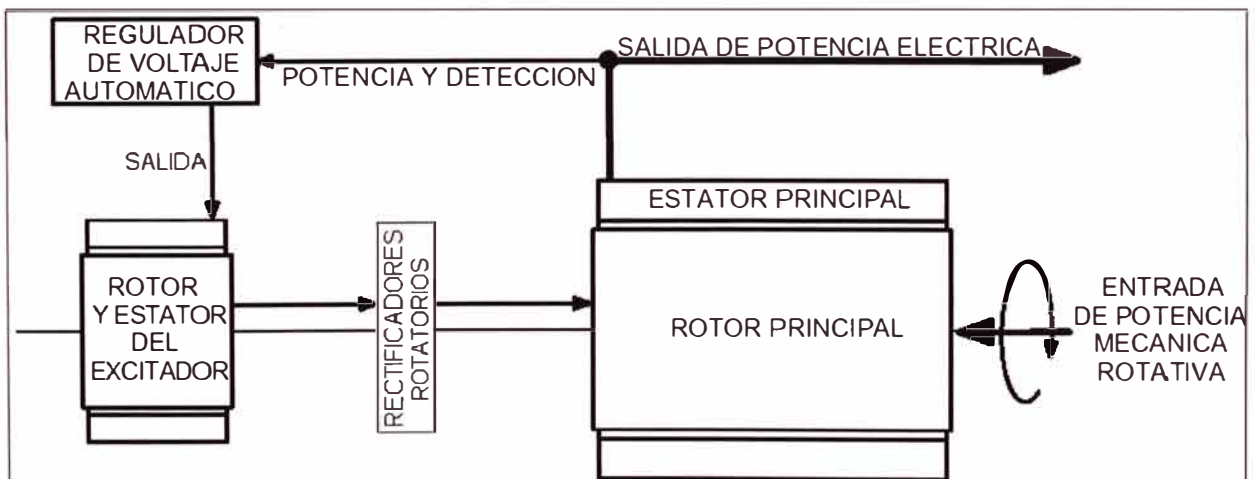 REGULADOR
DE VOLTAJE
AUTOMATICO
POTENCIA Y DETECCION
SALIDA DE POTENCIA ELECTRICA
SALIDA
ESTATOR PRINCIPAL
ROTOR
Y ESTATOR
DEL
EXCITADOR
RECTIFICADORES
ROTATORIOS
ROTOR PRINCIPAL
ENTRADA
DE POTENCIA
MECANICA
ROTATIVA